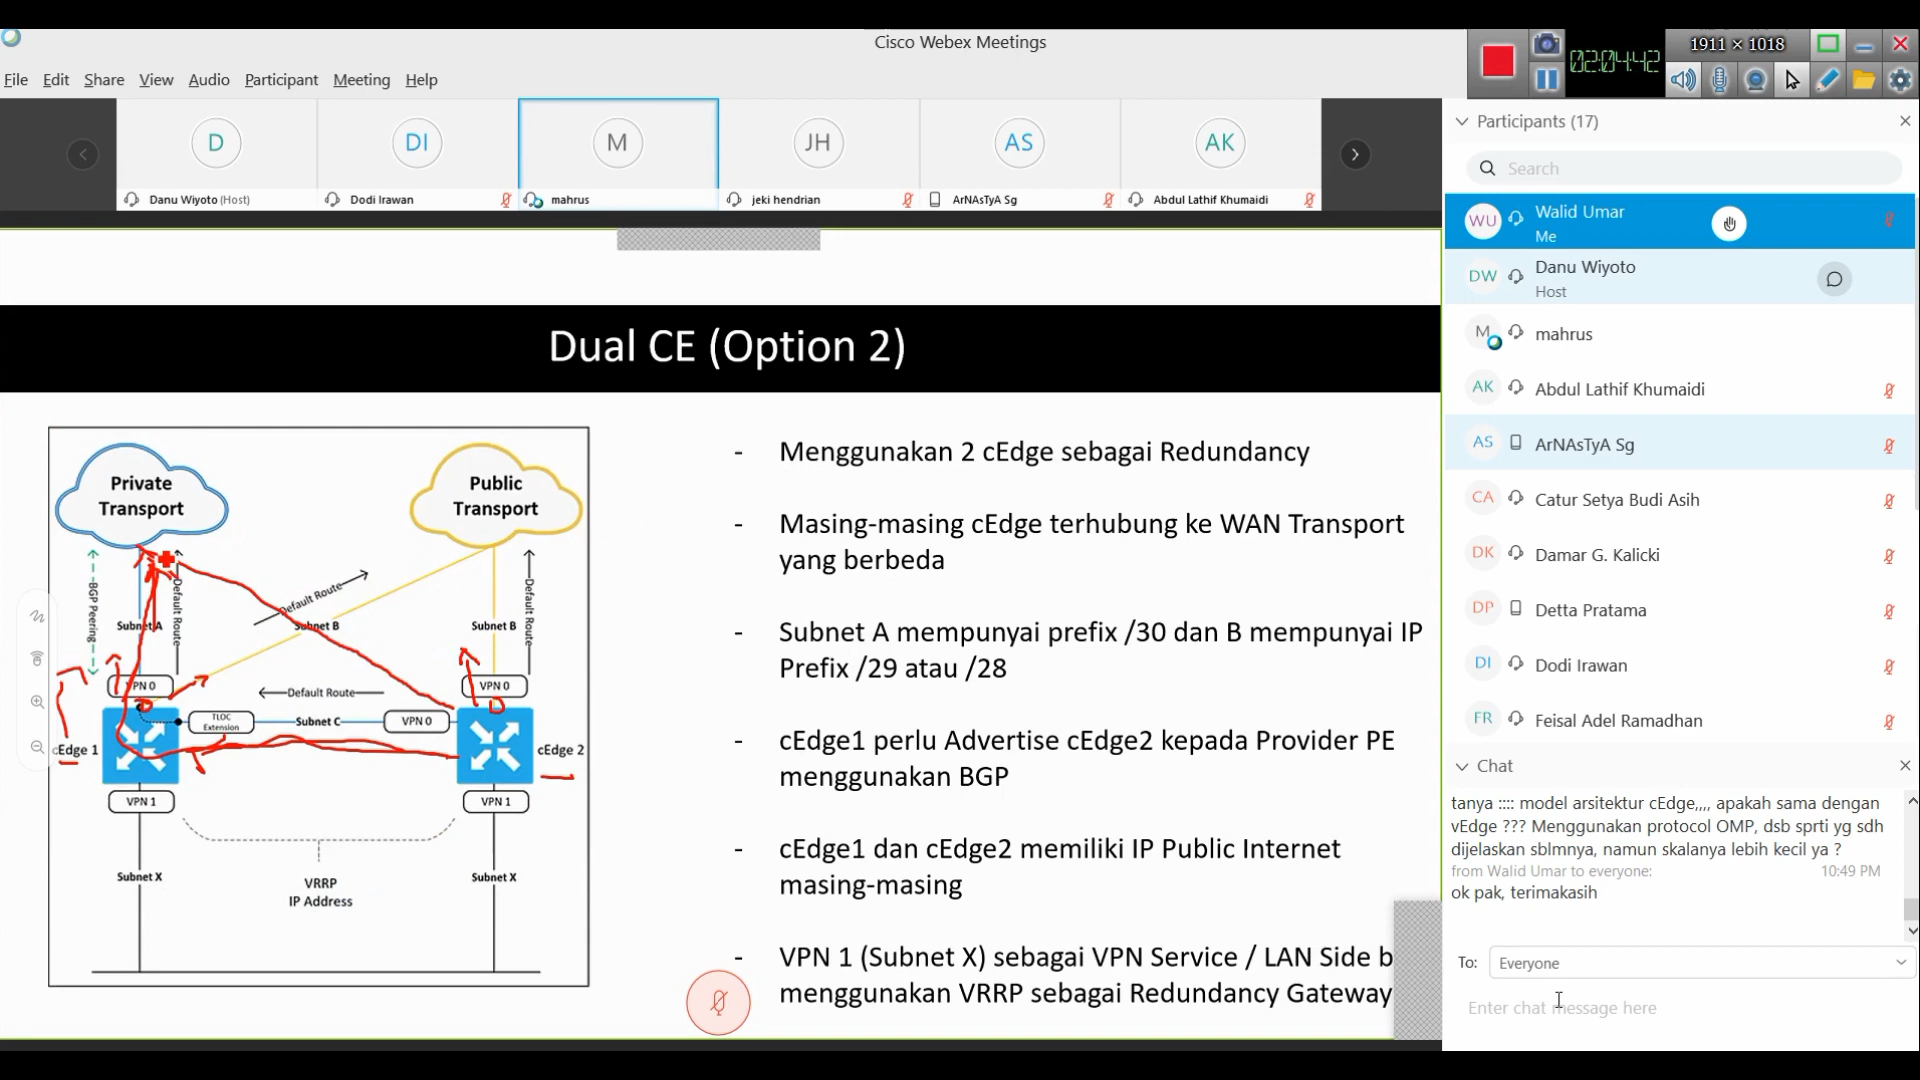 Cisco Webex Meetings
1911 × 1018
02:04:42
File Edit Share View Audio Participant Meeting Help
D
DI
M
JH
AS
AK
Danu Wiyoto (Host)
Dodi Irawan
mahrus
jeki hendrian
ArNAsTyA Sg
Abdul Lathif Khumaidi
Dual CE (Option 2)
Private
Transport
Public
Transport
BGP Peering
Default Route
Default Route
Default Route
Subnet A
Subnet B
Subnet B
VPN 0
VPN 0
Default Route
TLOC
Extension
Subnet C
VPN 0
cEdge 1
cEdge 2
VPN 1
VPN 1
Subnet X
Subnet X
VRRP
IP Address
- Menggunakan 2 cEdge sebagai Redundancy
- Masing-masing cEdge terhubung ke WAN Transport
yang berbeda
- Subnet A mempunyai prefix /30 dan B mempunyai IP
Prefix /29 atau /28
- cEdge1 perlu Advertise cEdge2 kepada Provider PE
menggunakan BGP
- cEdge1 dan cEdge2 memiliki IP Public Internet
masing-masing
- VPN 1 (Subnet X) sebagai VPN Service / LAN Side b
menggunakan VRRP sebagai Redundancy Gateway
Participants (17)
Search
WU Walid Umar
Me
DW Danu Wiyoto
Host
M mahrus
AK Abdul Lathif Khumaidi
AS ArNAsTyA Sg
CA Catur Setya Budi Asih
DK Damar G. Kalicki
DP Detta Pratama
DI Dodi Irawan
FR Feisal Adel Ramadhan
Chat
tanya :::: model arsitektur cEdge,,,, apakah sama dengan
vEdge ??? Menggunakan protocol OMP, dsb sprti yg sdh
dijelaskan sblmnya, namun skalanya lebih kecil ya ?
from Walid Umar to everyone: 10:49 PM
ok pak, terimakasih
To: Everyone
Enter chat message here